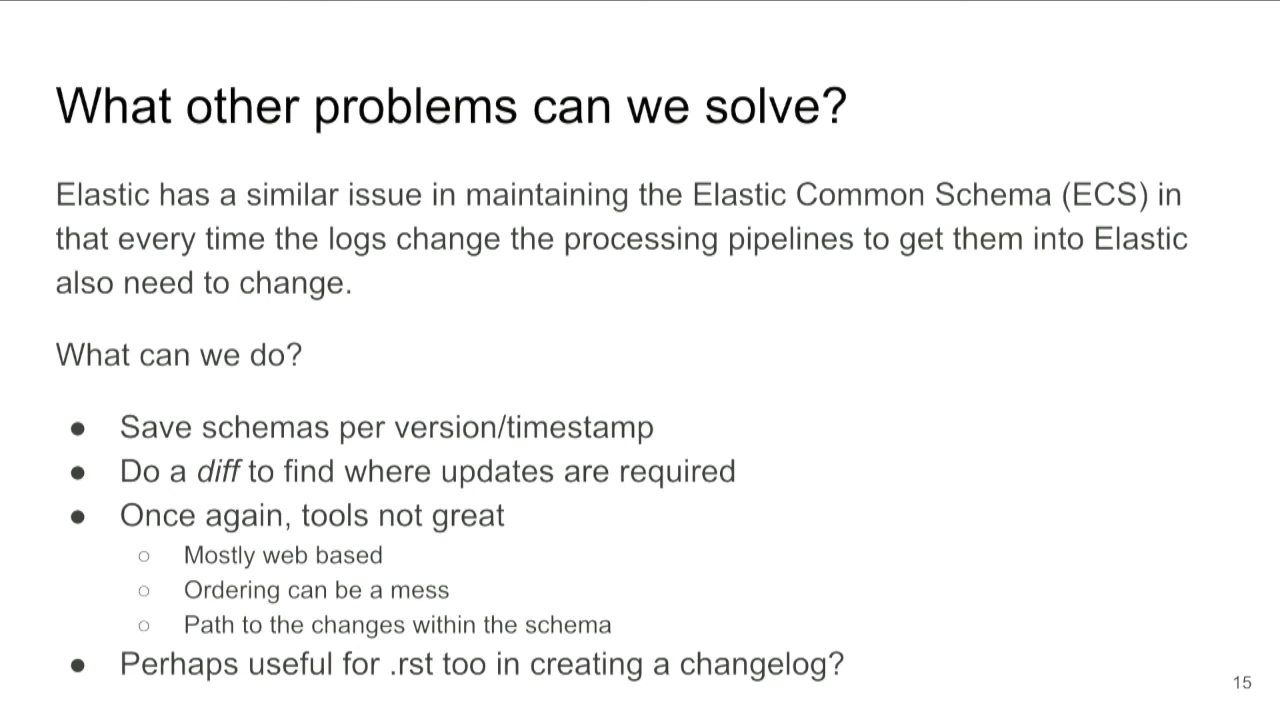 What other problems can we solve?
Elastic has a similar issue in maintaining the Elastic Common Schema (ECS) in
that every time the logs change the processing pipelines to get them into Elastic
also need to change.
What can we do?
● Save schemas per version/timestamp
● Do a diff to find where updates are required
● Once again, tools not great
○ Mostly web based
○ Ordering can be a mess
○ Path to the changes within the schema
● Perhaps useful for .rst too in creating a changelog?
15